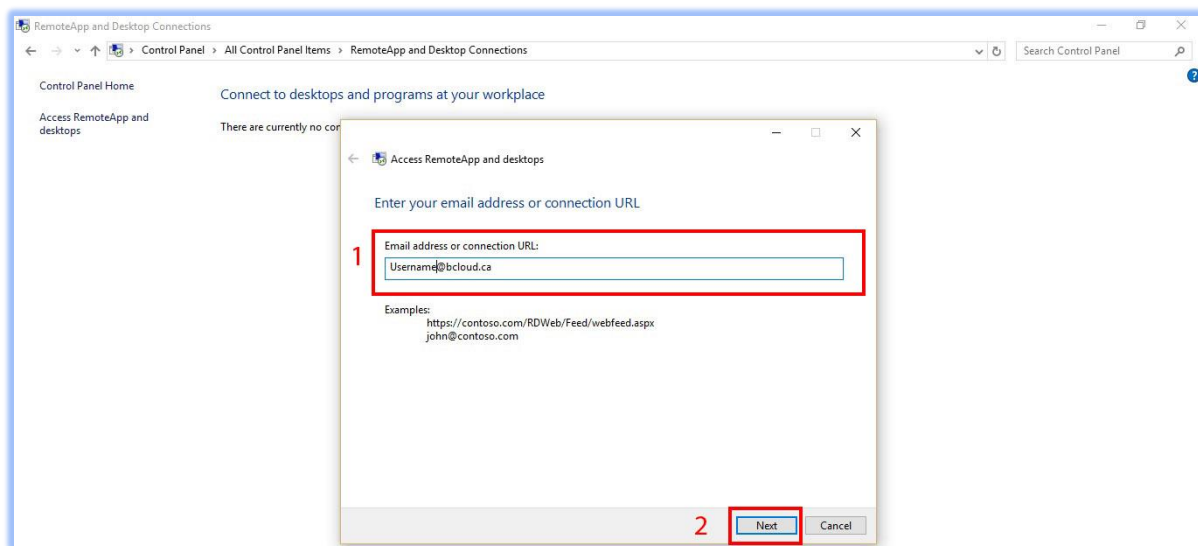 RemoteApp and Desktop Connections
Control Panel > All Control Panel Items > RemoteApp and Desktop Connections
Search Control Panel
?
Control Panel Home
Connect to desktops and programs at your workplace
Access RemoteApp and
desktops
There are currently no con
Access RemoteApp and desktops
Enter your email address or connection URL
1
Email address or connection URL:
Username@bcloud.ca
Examples:
https://contoso.com/RDWeb/Feed/webfeed.aspx
john@contoso.com
2
Next
Cancel